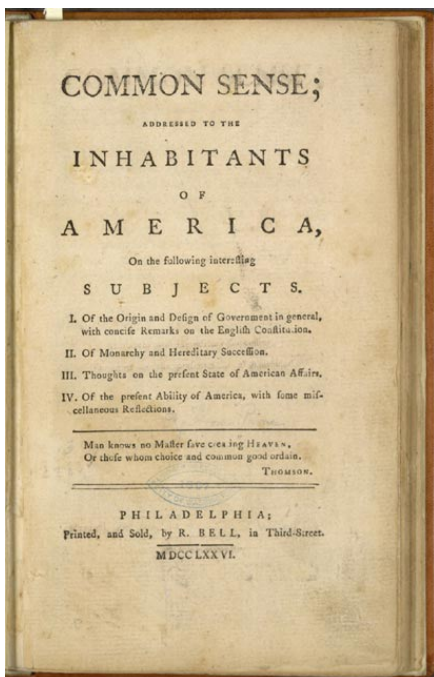 COMMON SENSE;
ADDRESSED TO THE
INHABITANTS
OF
AMERICA,
On the following intereſting
SUBJECTS.
I. Of the Origin and Deſign of Government in general,
with conciſe Remarks on the Engliſh Conſtitution.
II. Of Monarchy and Hereditary Succeſſion.
III. Thoughts on the preſent State of American Affairs.
IV. Of the preſent Ability of America, with ſome miſ-
cellaneous Reflections.
Man knows no Maſter ſave creating HEAVEN,
Or thoſe whom choice and common good ordain.
THOMSON.
PHILADELPHIA;
Printed, and Sold, by R. BELL, in Third-Street.
MDCCLXXVI.